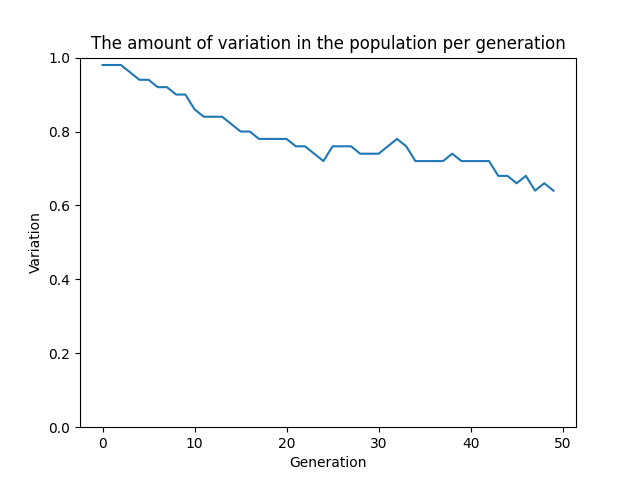 The amount of variation in the population per generation
1.0
0.8
0.6
0.4
0.2
0.0
Variation
0 10 20 30 40 50
Generation